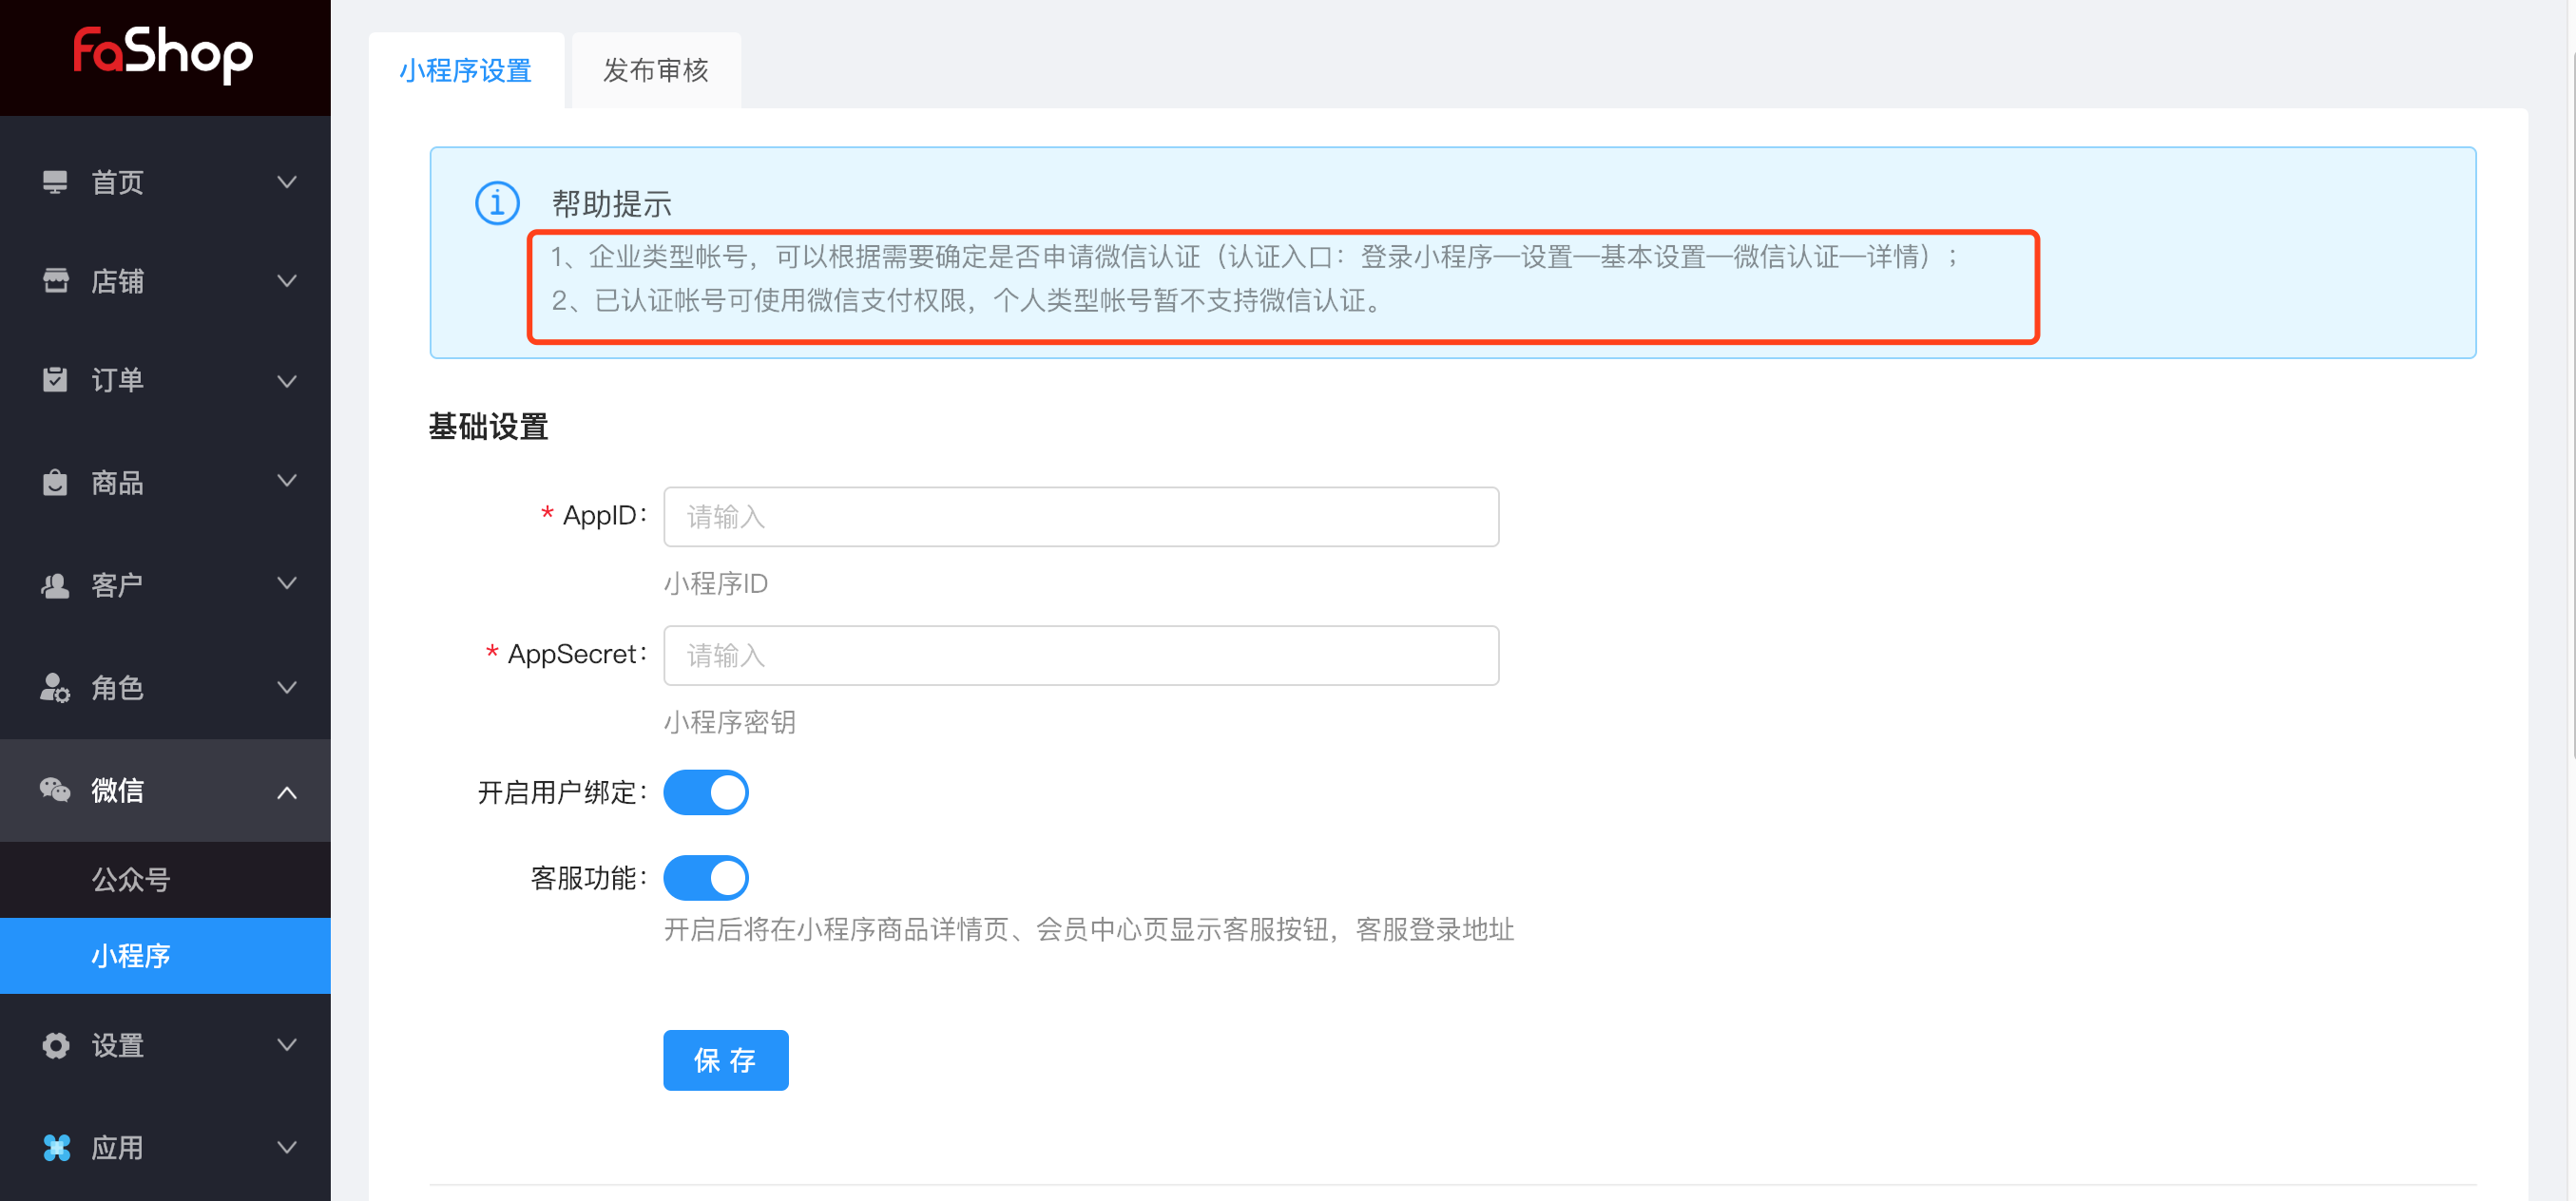 FaShop
首页
店铺
订单
商品
客户
角色
微信
公众号
小程序
设置
应用
小程序设置
发布审核
帮助提示
1、企业类型帐号，可以根据需要确定是否申请微信认证（认证入口：登录小程序—设置—基本设置—微信认证—详情）；
2、已认证帐号可使用微信支付权限，个人类型帐号暂不支持微信认证。
基础设置
* AppID： 请输入
小程序ID
* AppSecret： 请输入
小程序密钥
开启用户绑定：
客服功能：
开启后将在小程序商品详情页、会员中心页显示客服按钮，客服登录地址
保 存